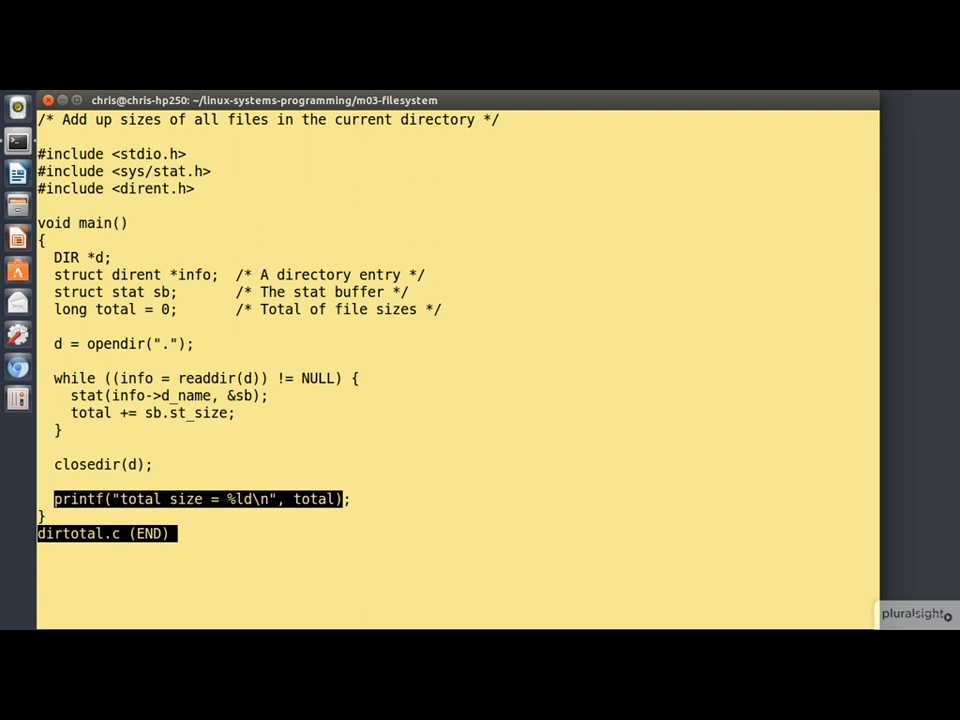 chris@chris-hp250: ~/linux-systems-programming/m03-filesystem
/* Add up sizes of all files in the current directory */
#include <stdio.h>
#include <sys/stat.h>
#include <dirent.h>
void main()
{
DIR *d;
struct dirent *info;  /* A directory entry */
struct stat sb;       /* The stat buffer */
long total = 0;       /* Total of file sizes */
d = opendir(".");
while ((info = readdir(d)) != NULL) {
stat(info->d_name, &sb);
total += sb.st_size;
}
closedir(d);
printf("total size = %ld\n", total);
}
dirtotal.c (END)
pluralsight